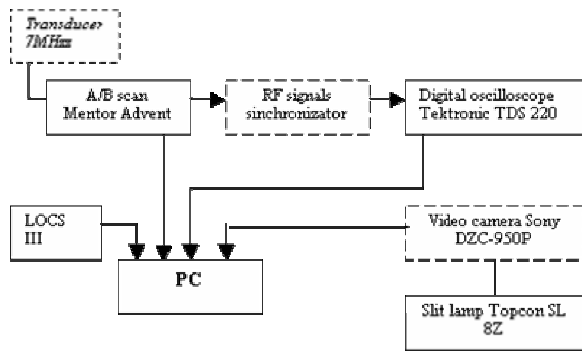 Transducer
7MHz
A/B scan
Mentor Advent
RF signals
sinchronizator
Digital oscilloscope
Tektronic TDS 220
LOCS
III
PC
Video camera Sony
DZC-950P
Slit lamp Topcon SL
8Z